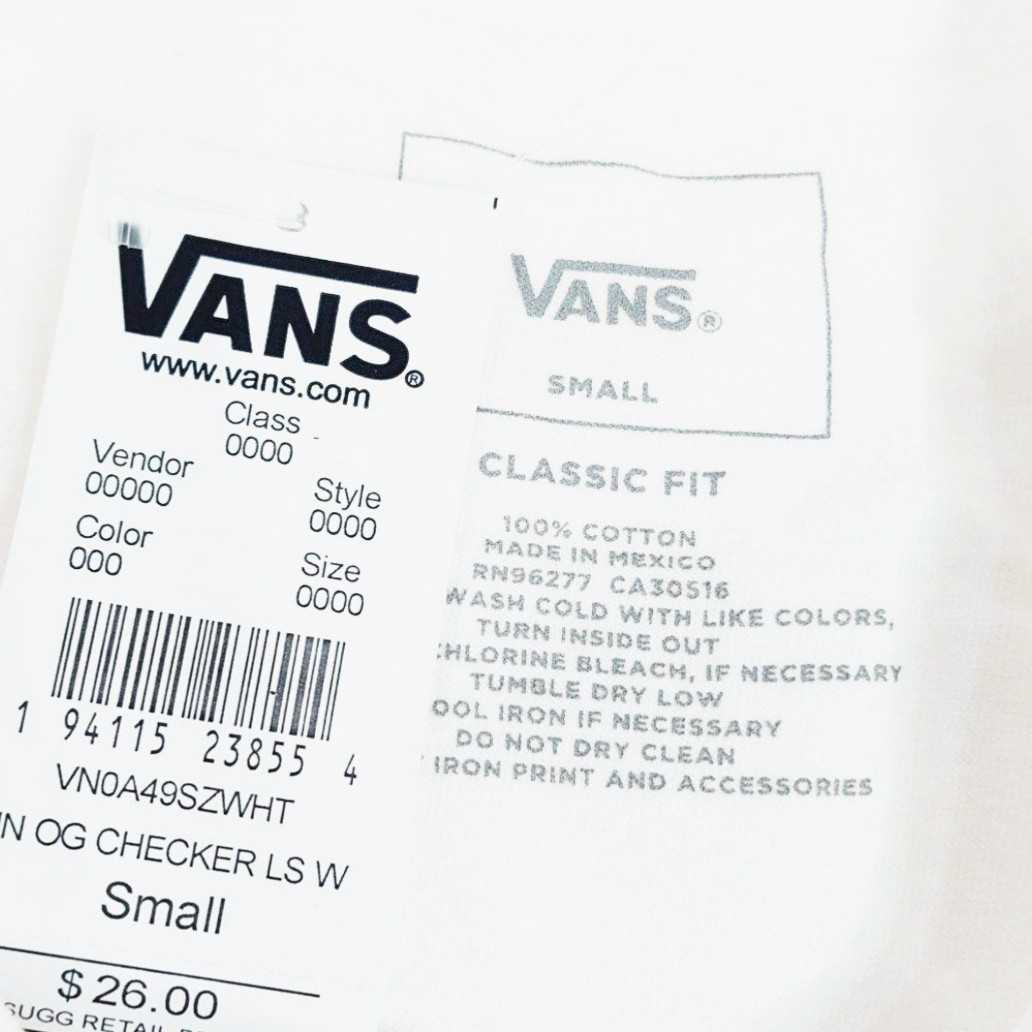 VANS®
www.vans.com
Class
0000
Vendor
00000
Style
0000
Color
000
Size
0000
1 94115 23855 4
VN0A49SZWHT
OG CHECKER LS W
Small
$ 26.00
SUGG RETAIL
VANS®
SMALL
CLASSIC FIT
100% COTTON
MADE IN MEXICO
RN96277 CA30516
WASH COLD WITH LIKE COLORS,
TURN INSIDE OUT
CHLORINE BLEACH, IF NECESSARY
TUMBLE DRY LOW
OOL IRON IF NECESSARY
DO NOT DRY CLEAN
IRON PRINT AND ACCESSORIES